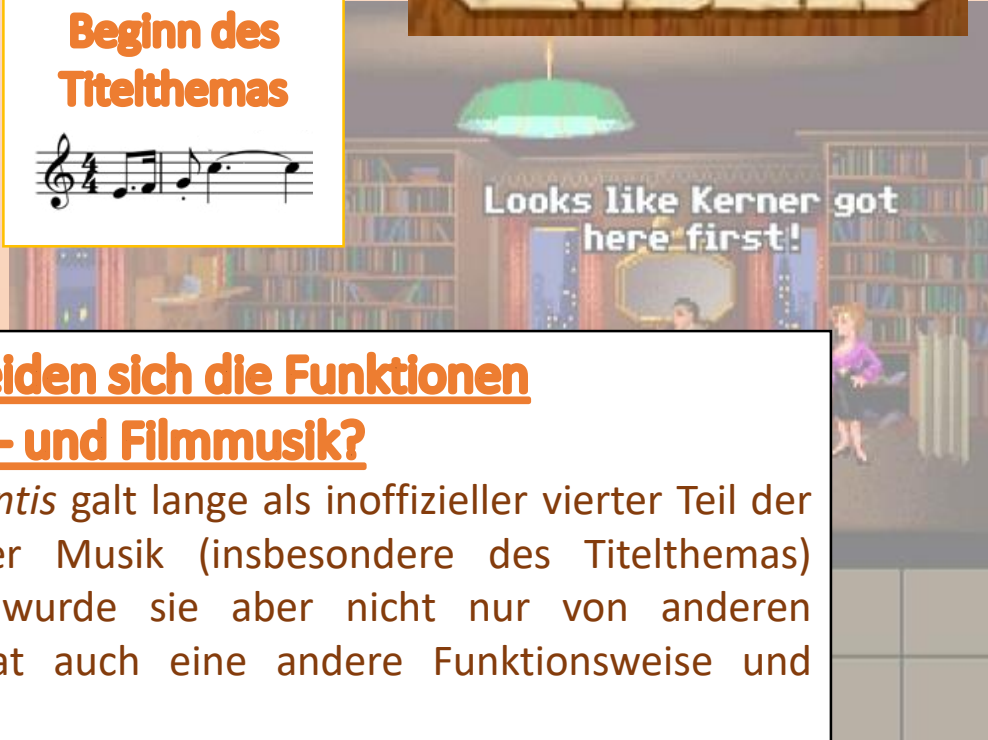 Beginn des
Titelthemas
Looks like Kerner got
here first!
eiden sich die Funktionen
- und Filmmusik?
ntis galt lange als inoffizieller vierter Teil der
er Musik (insbesondere des Titelthemas)
wurde sie aber nicht nur von anderen
at auch eine andere Funktionsweise und